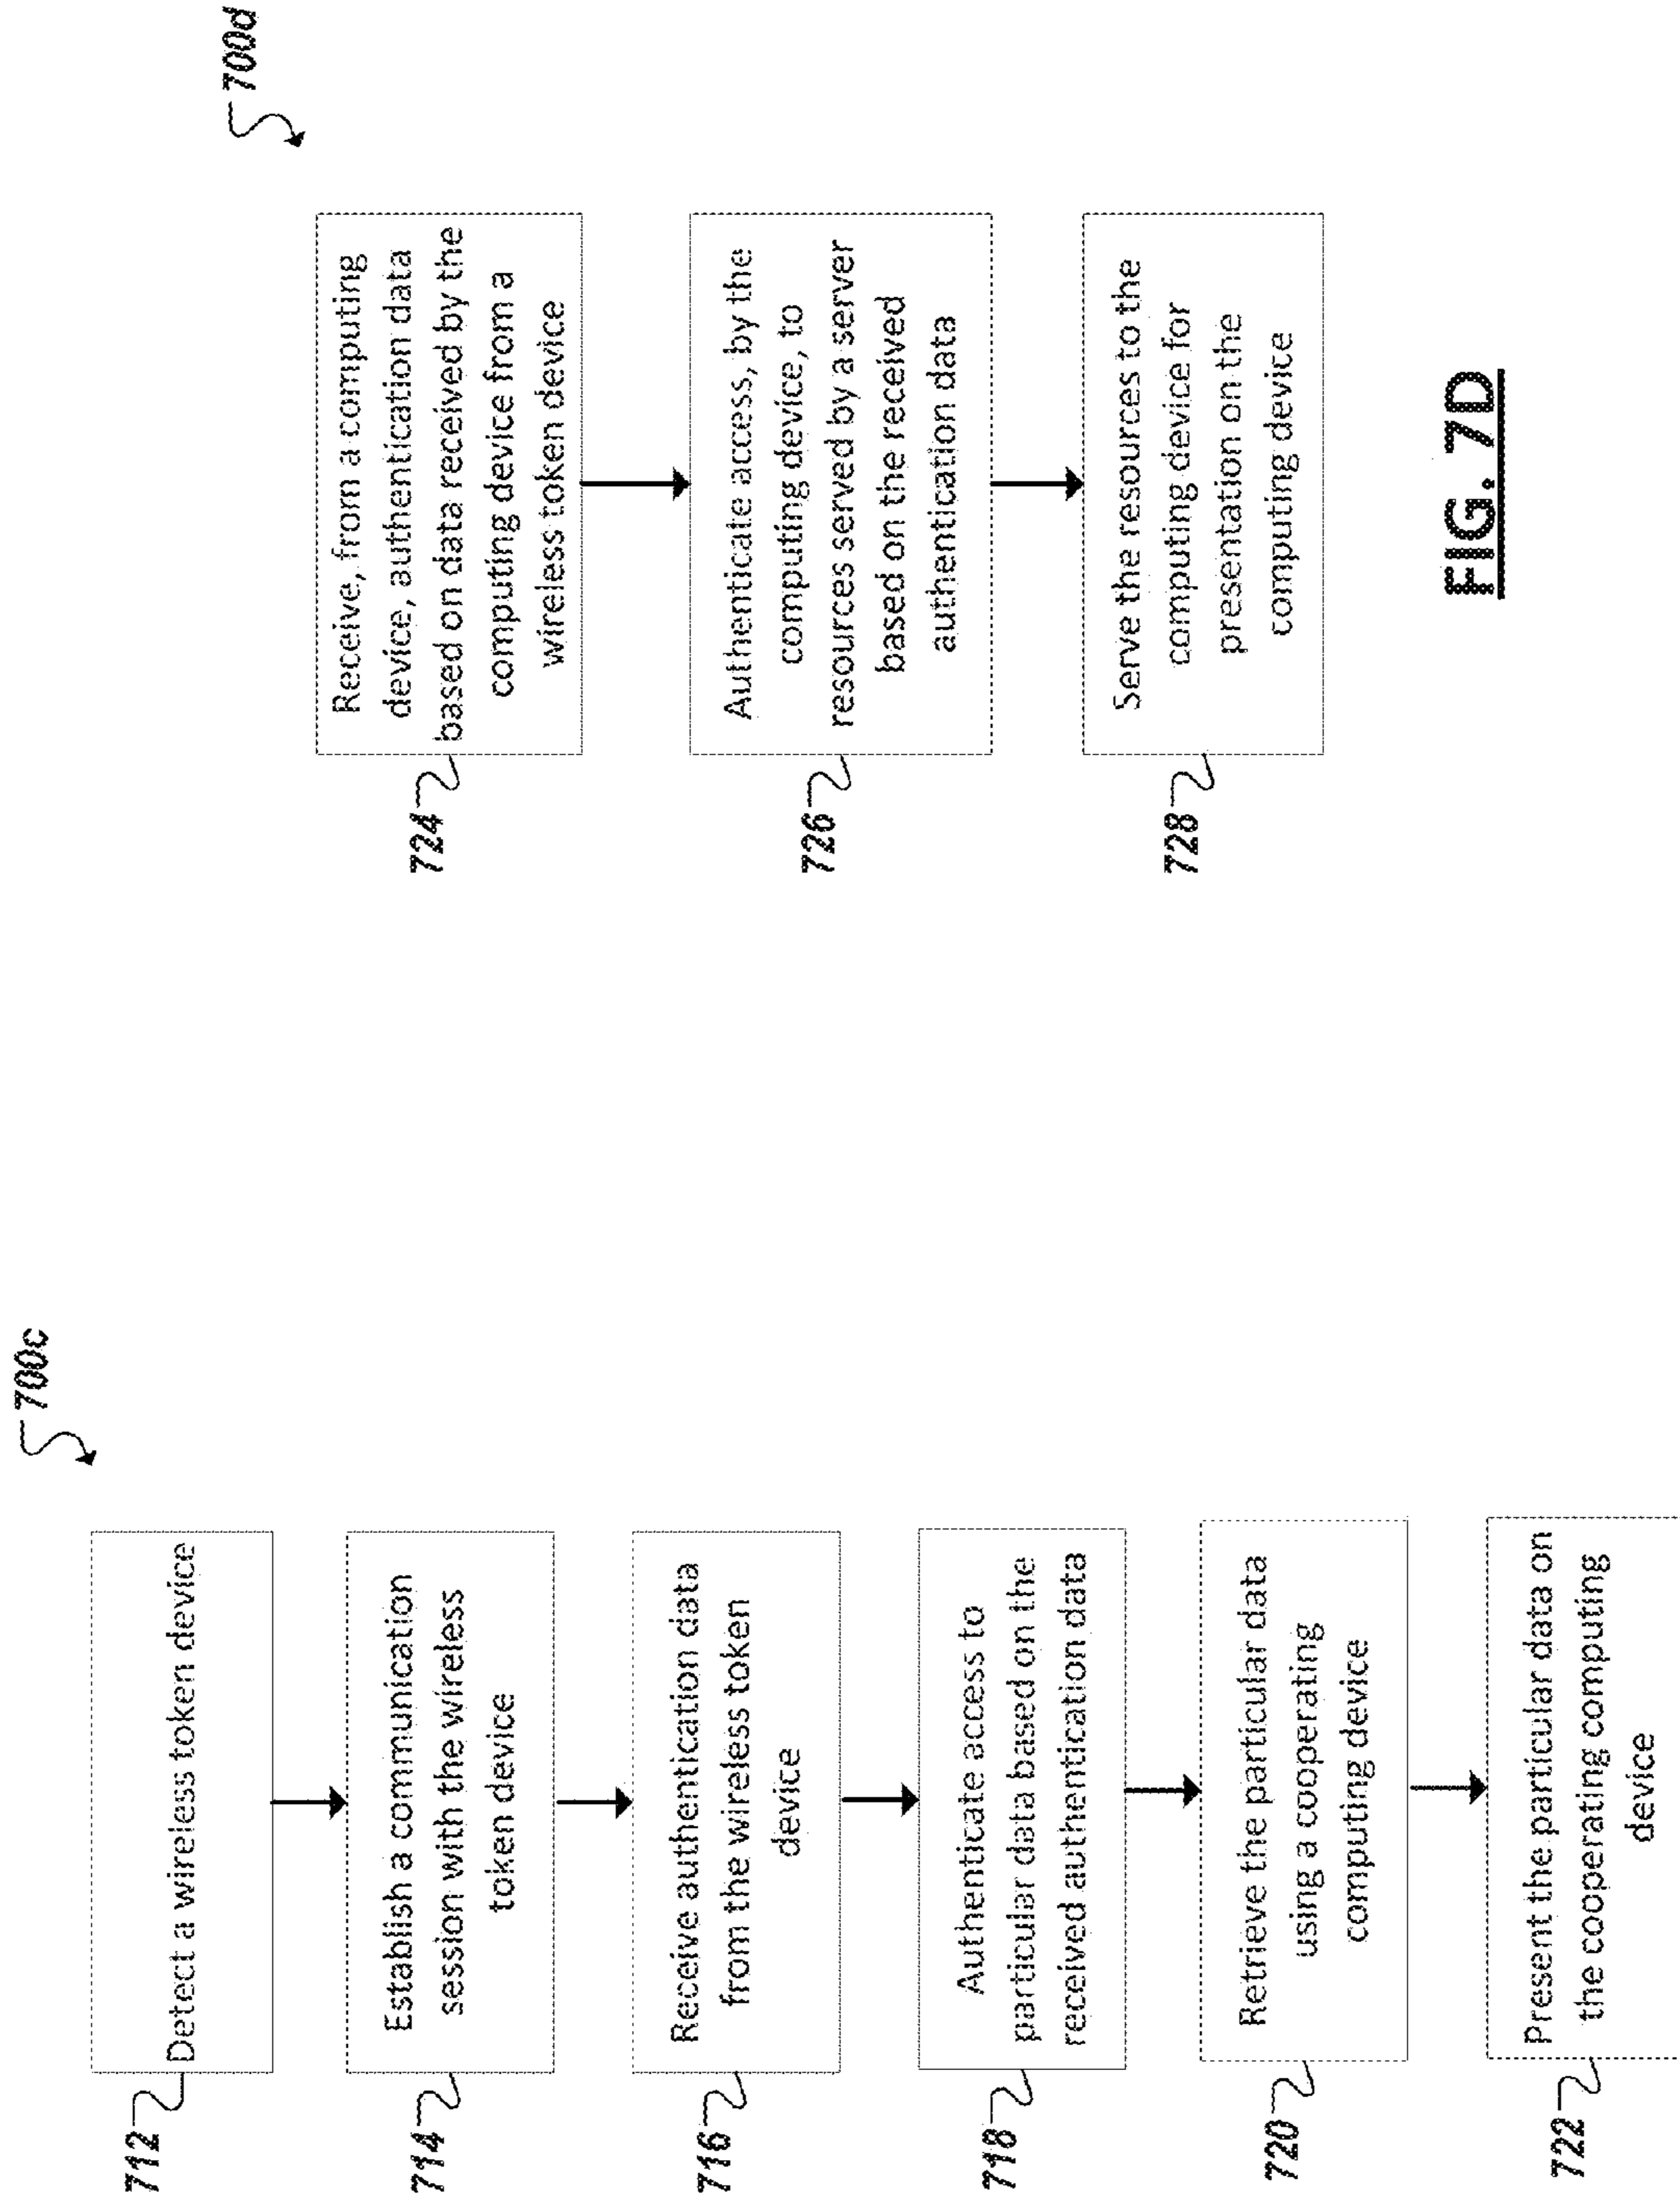 700c
712
Detect a wireless token device
714
Establish a communication
session with the wireless
token device
716
Receive authentication data
from the wireless token
device
718
Authenticate access to
particular data based on the
received authentication data
720
Retrieve the particular data
using a cooperating
computing device
722
Present the particular data on
the cooperating computing
device
700d
724
Receive, from a computing
device, authentication data
based on data received by the
computing device from a
wireless token device
726
Authenticate access, by the
computing device, to
resources served by a server
based on the received
authentication data
728
Serve the resources to the
computing device for
presentation on the
computing device
FIG. 7D